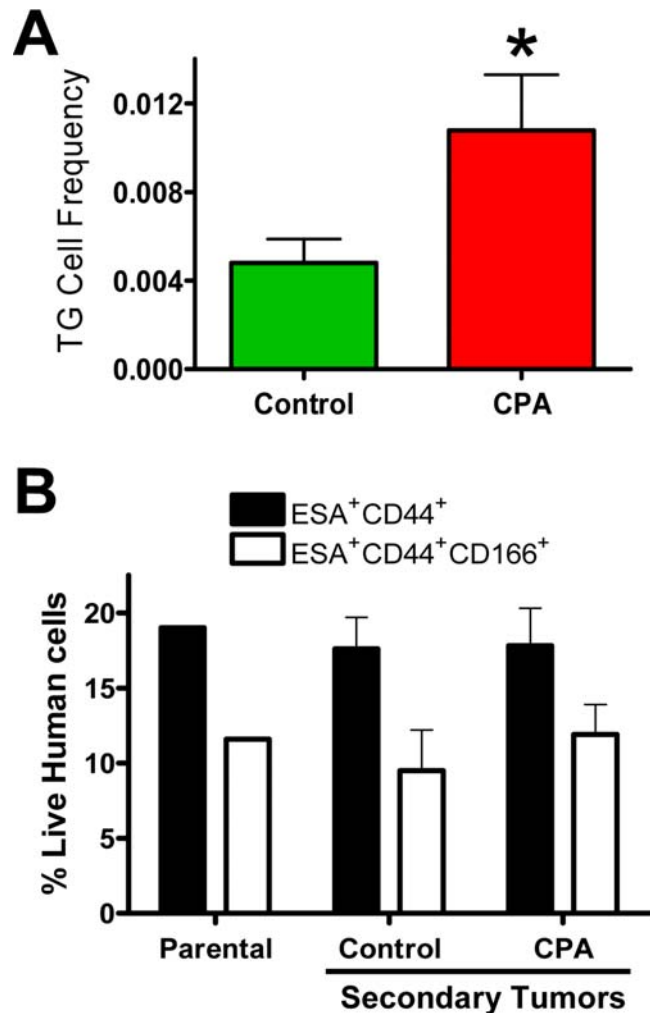 A
*
TG Cell Frequency
0.012
0.008
0.004
0.000
Control CPA
B
ESA⁺CD44⁺
ESA⁺CD44⁺CD166⁺
% Live Human cells
20
15
10
5
0
Parental Control CPA
Secondary Tumors